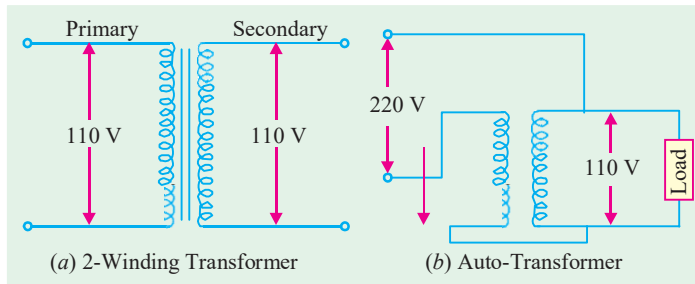 Primary
Secondary
110 V
110 V
(a) 2-Winding Transformer
220 V
110 V
Load
(b) Auto-Transformer